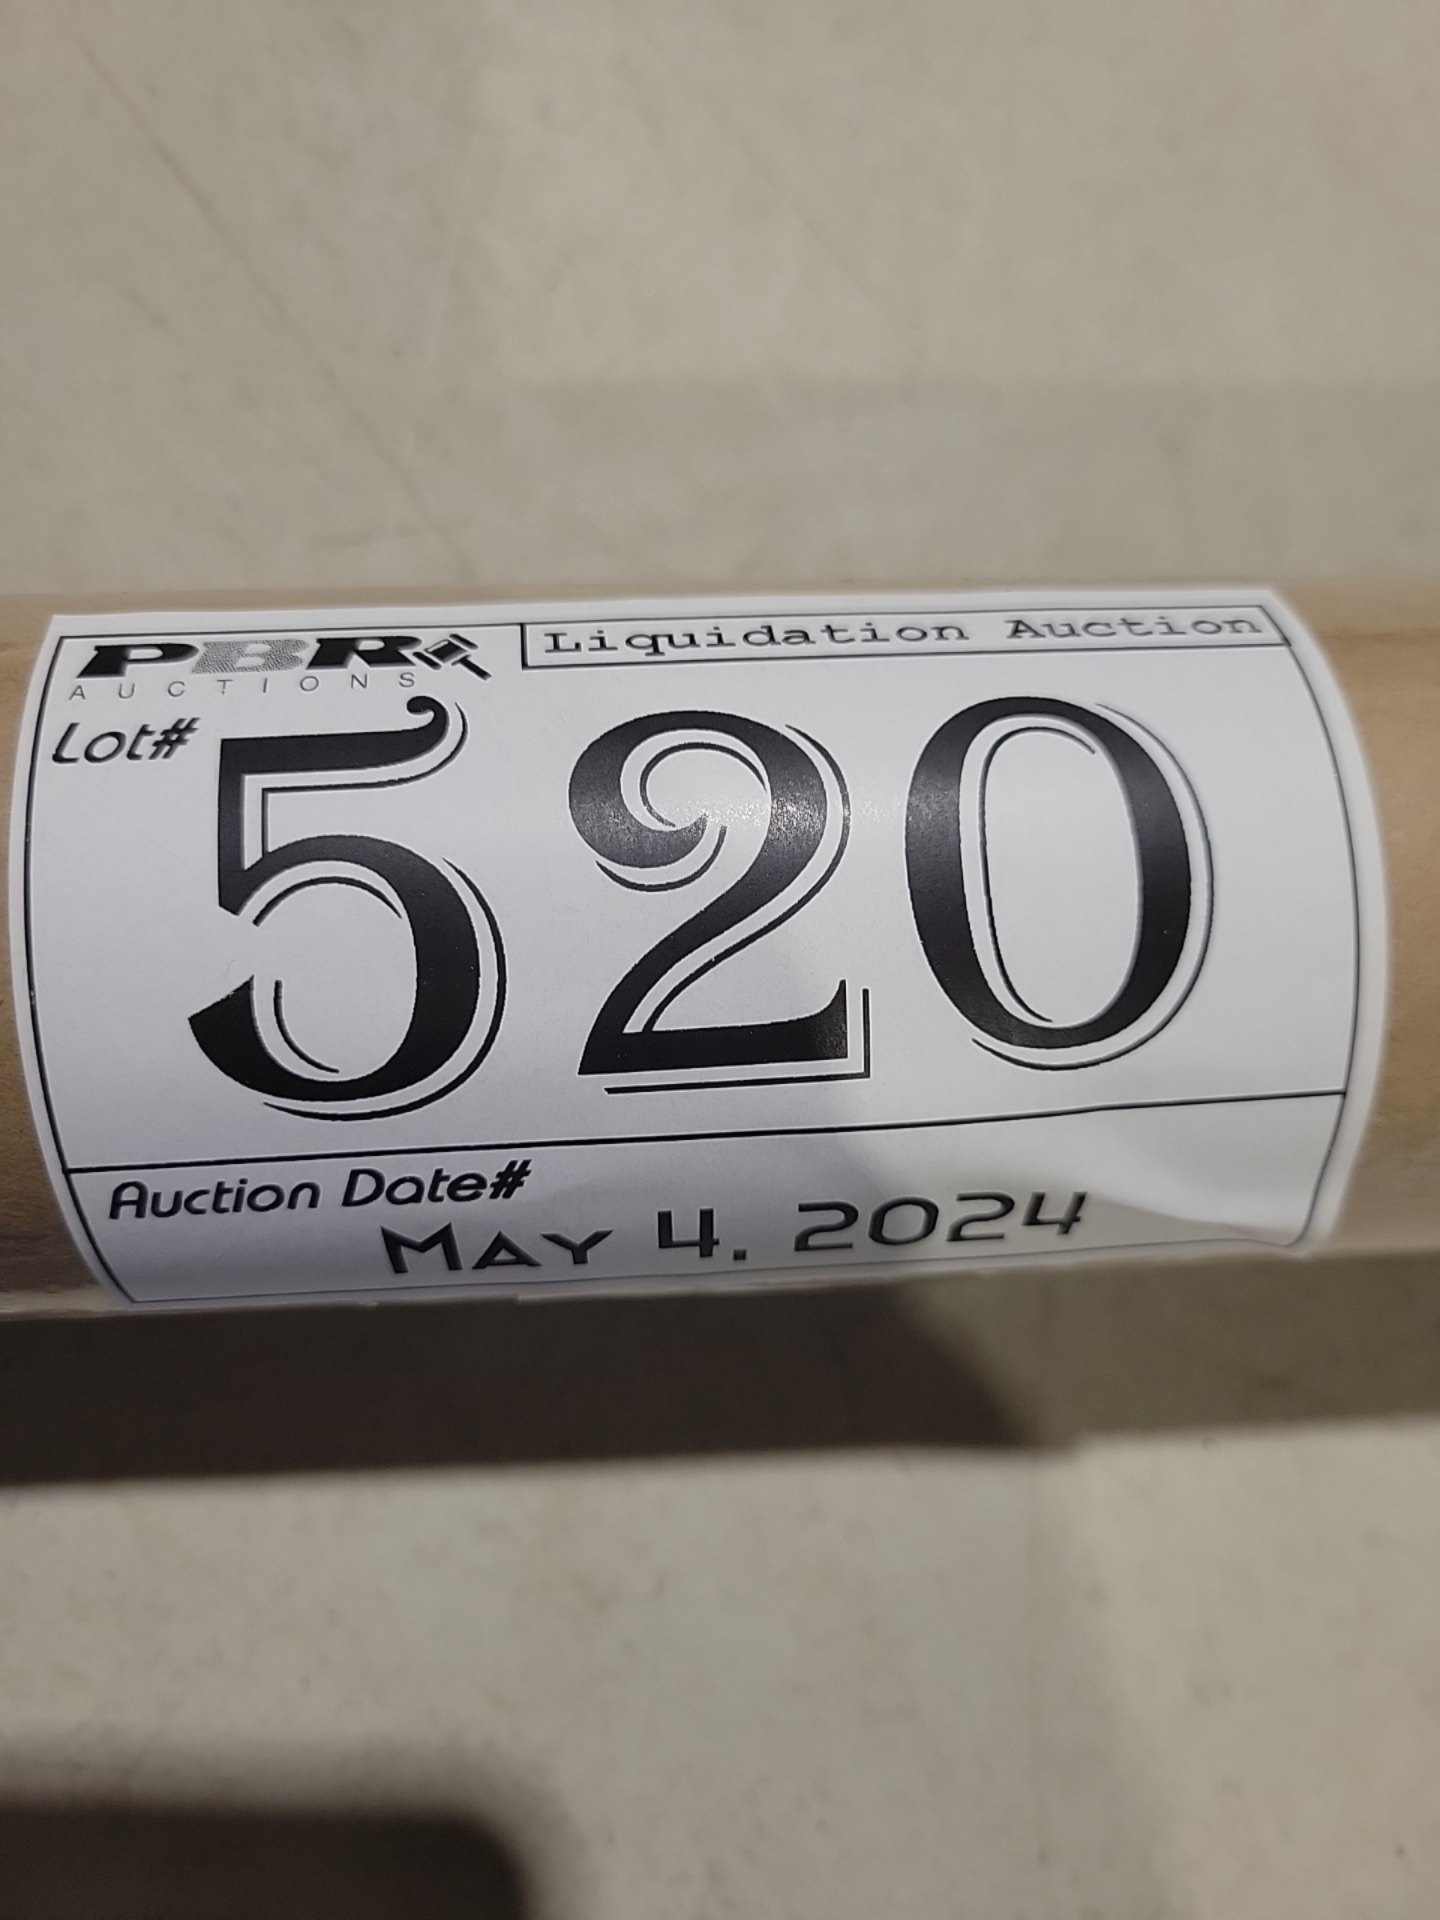 PBR
AUCTIONS
Liquidation Auction
Lot#
520
Auction Date#
May 4, 2024